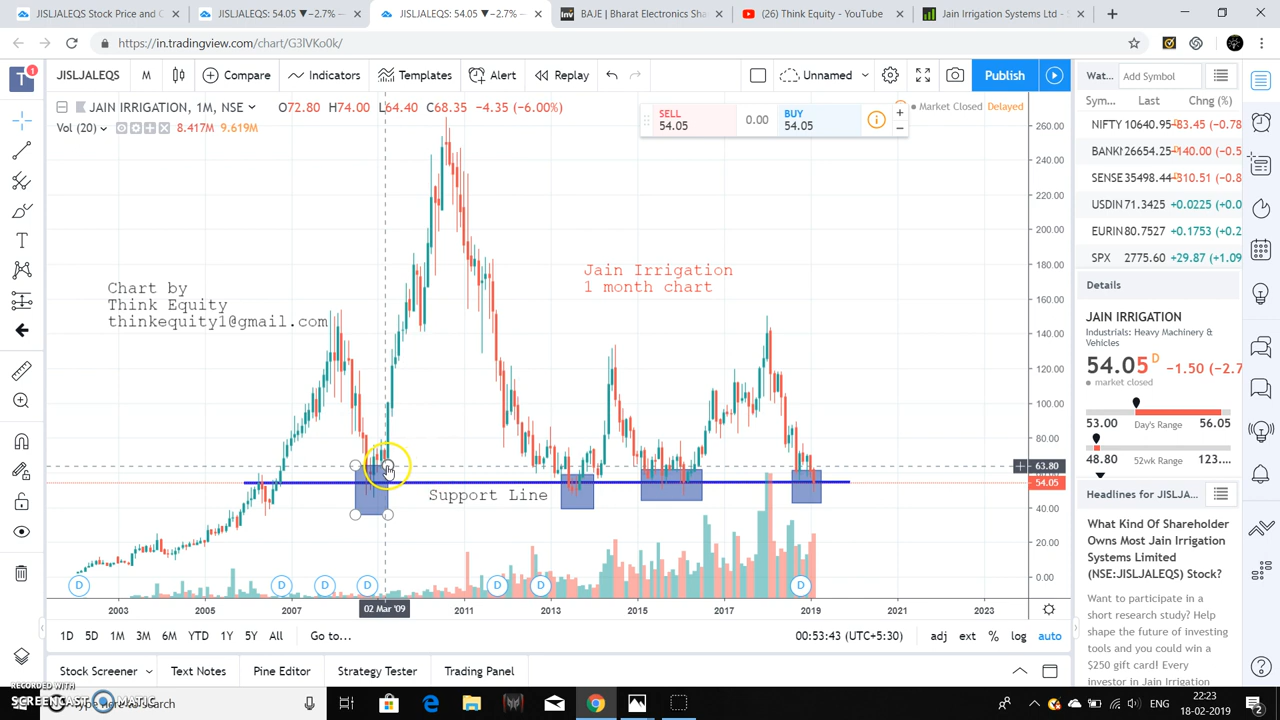 JISLJALEQS Stock Price and C
JISLJALEQS: 54.05 ▼−2.7% −
JISLJALEQS: 54.05 ▼−2.7% −
BAJE | Bharat Electronics Sha
(26) Think Equity - YouTube
Jain Irrigation Systems Ltd -
https://in.tradingview.com/chart/G3lVKo0k/
T
1
JISLJALEQS
M
Compare
Indicators
Templates
Alert
Replay
Unnamed
Publish
Wat...
Add Symbol
JAIN IRRIGATION, 1M, NSE
O72.80 H74.00 L64.40 C68.35 −4.35 (−6.00%)
Vol (20)
8.417M 9.619M
SELL
54.05
0.00
BUY
54.05
Market Closed
Delayed
Sym...
Last
Chng (%)
NIFTY 10640.95 −83.45 (−0.78
BANKI 26654.25 −140.00 (−0.5
SENSE 35498.44 −310.51 (−0.8
USDIN 71.3425 +0.0225 (+0.0
EURIN 80.7527 +0.1753 (+0.2
SPX 2775.60 +29.87 (+1.09
Details
JAIN IRRIGATION
Industrials: Heavy Machinery &
Vehicles
54.05 D −1.50 (−2.7
market closed
53.00 Day's Range 56.05
48.80 52wk Range 123....
Headlines for JISLJA...
What Kind Of Shareholder
Owns Most Jain Irrigation
Systems Limited
(NSE:JISLJALEQS) Stock?
Want to participate in a
short research study? Help
shape the future of investing
tools and you could win a
$250 gift card! Every
investor in Jain Irrigation
Jain Irrigation
1 month chart
Chart by
Think Equity
thinkequity1@gmail.com
Support Line
260.00
240.00
220.00
200.00
180.00
160.00
140.00
120.00
100.00
80.00
63.80
54.05
40.00
20.00
0.00
D
D
D
D
D
D
D
2003
2005
2007
02 Mar '09
2011
2013
2015
2017
2019
2021
2023
1D 5D 1M 3M 6M YTD 1Y 5Y All
Go to...
00:53:43 (UTC+5:30)
adj ext % log auto
Stock Screener
Text Notes
Pine Editor
Strategy Tester
Trading Panel
RECORDED WITH
SCREENCAST MATIC
here to search
ENG
22:23
18-02-2019